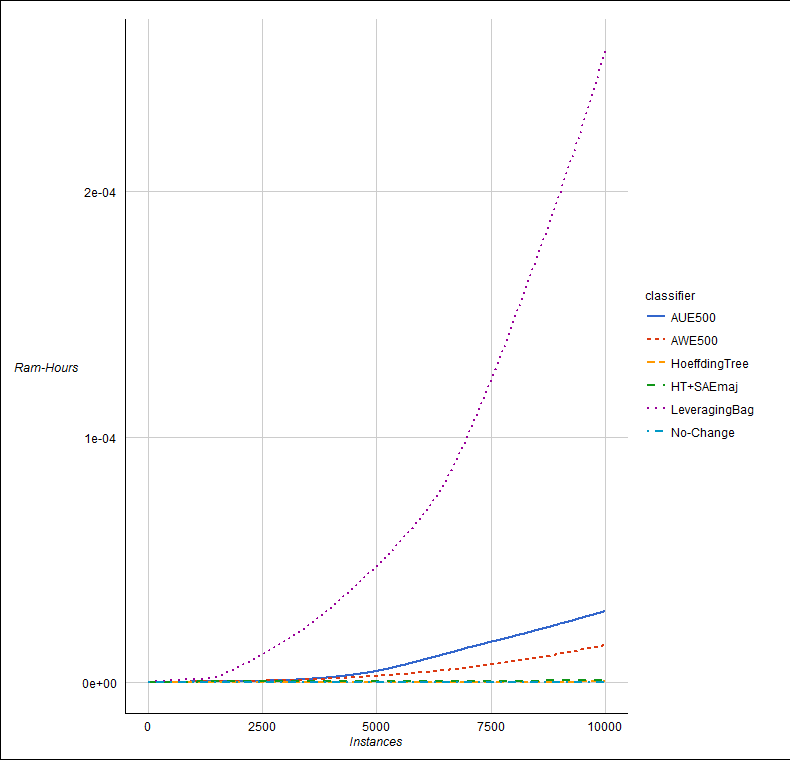 2e-04
1e-04
0e+00
Ram-Hours
0 2500 5000 7500 10000
Instances
classifier
AUE500
AWE500
HoeffdingTree
HT+SAEmaj
LeveragingBag
No-Change